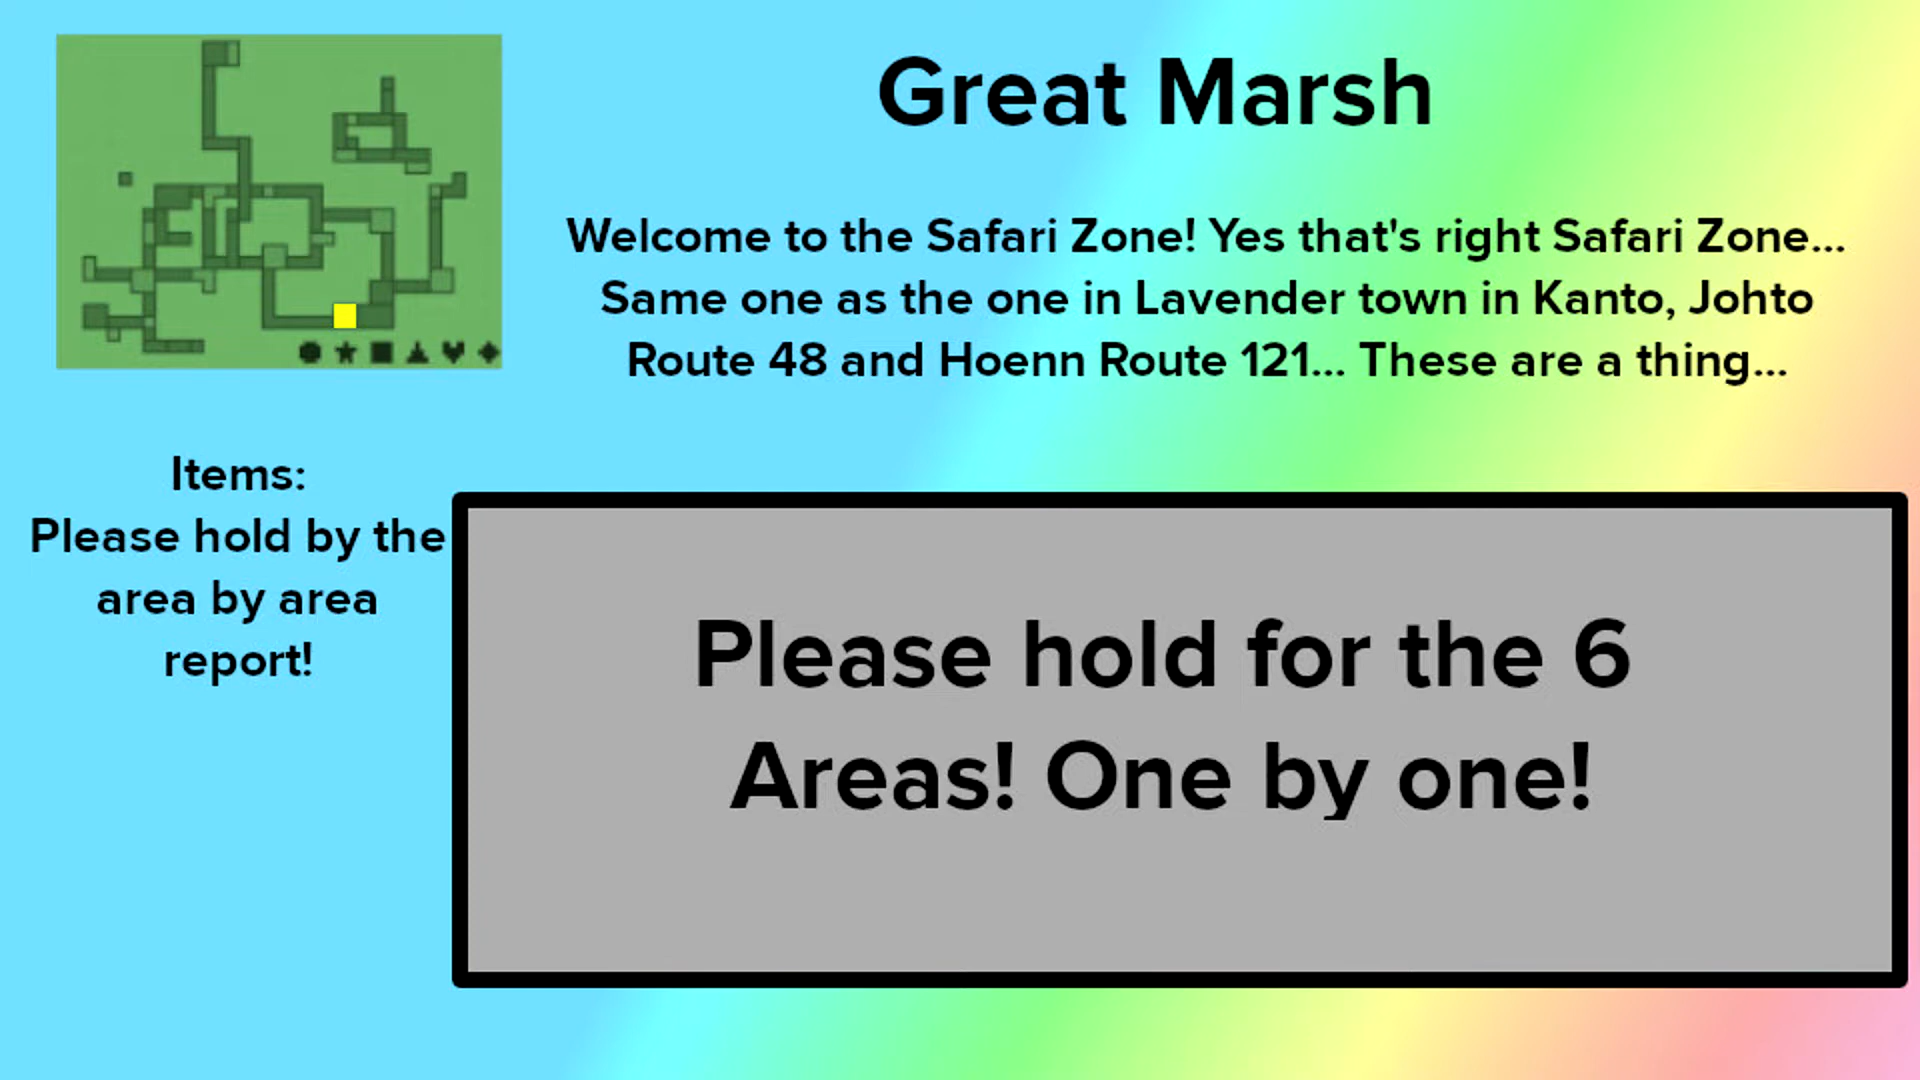 Great Marsh
Welcome to the Safari Zone! Yes that's right Safari Zone...
Same one as the one in Lavender town in Kanto, Johto
Route 48 and Hoenn Route 121... These are a thing...
Items:
Please hold by the
area by area
report!
Please hold for the 6
Areas! One by one!